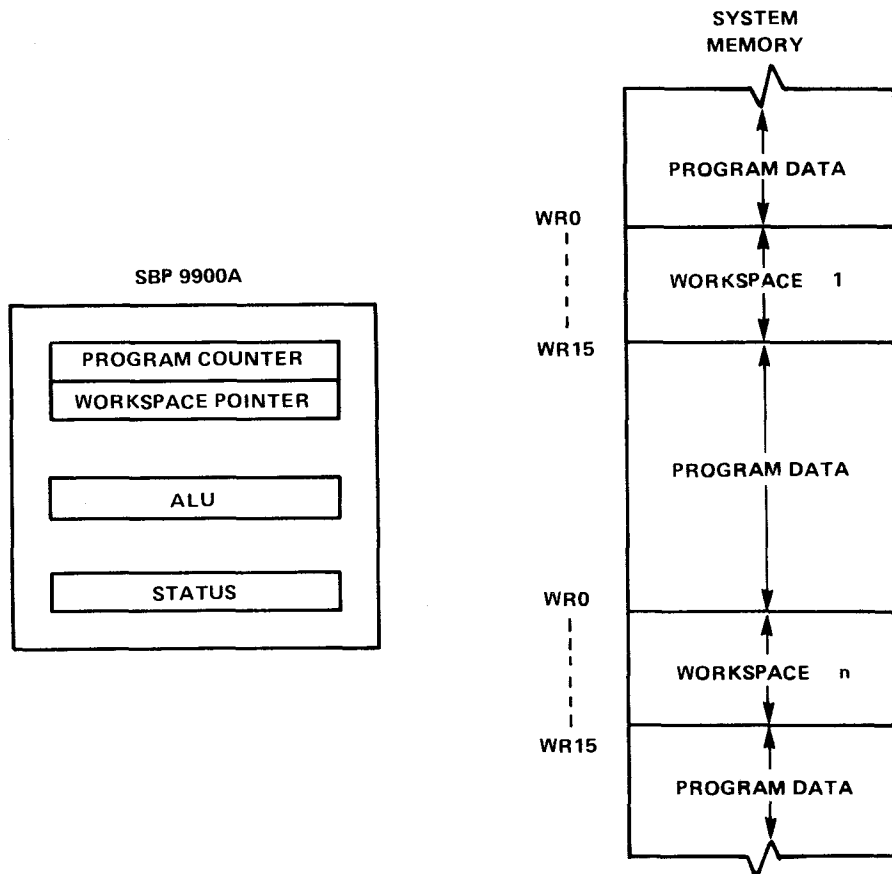 SYSTEM
MEMORY
PROGRAM DATA
WR0
WORKSPACE 1
WR15
SBP 9900A
PROGRAM COUNTER
WORKSPACE POINTER
ALU
STATUS
PROGRAM DATA
WR0
WORKSPACE n
WR15
PROGRAM DATA